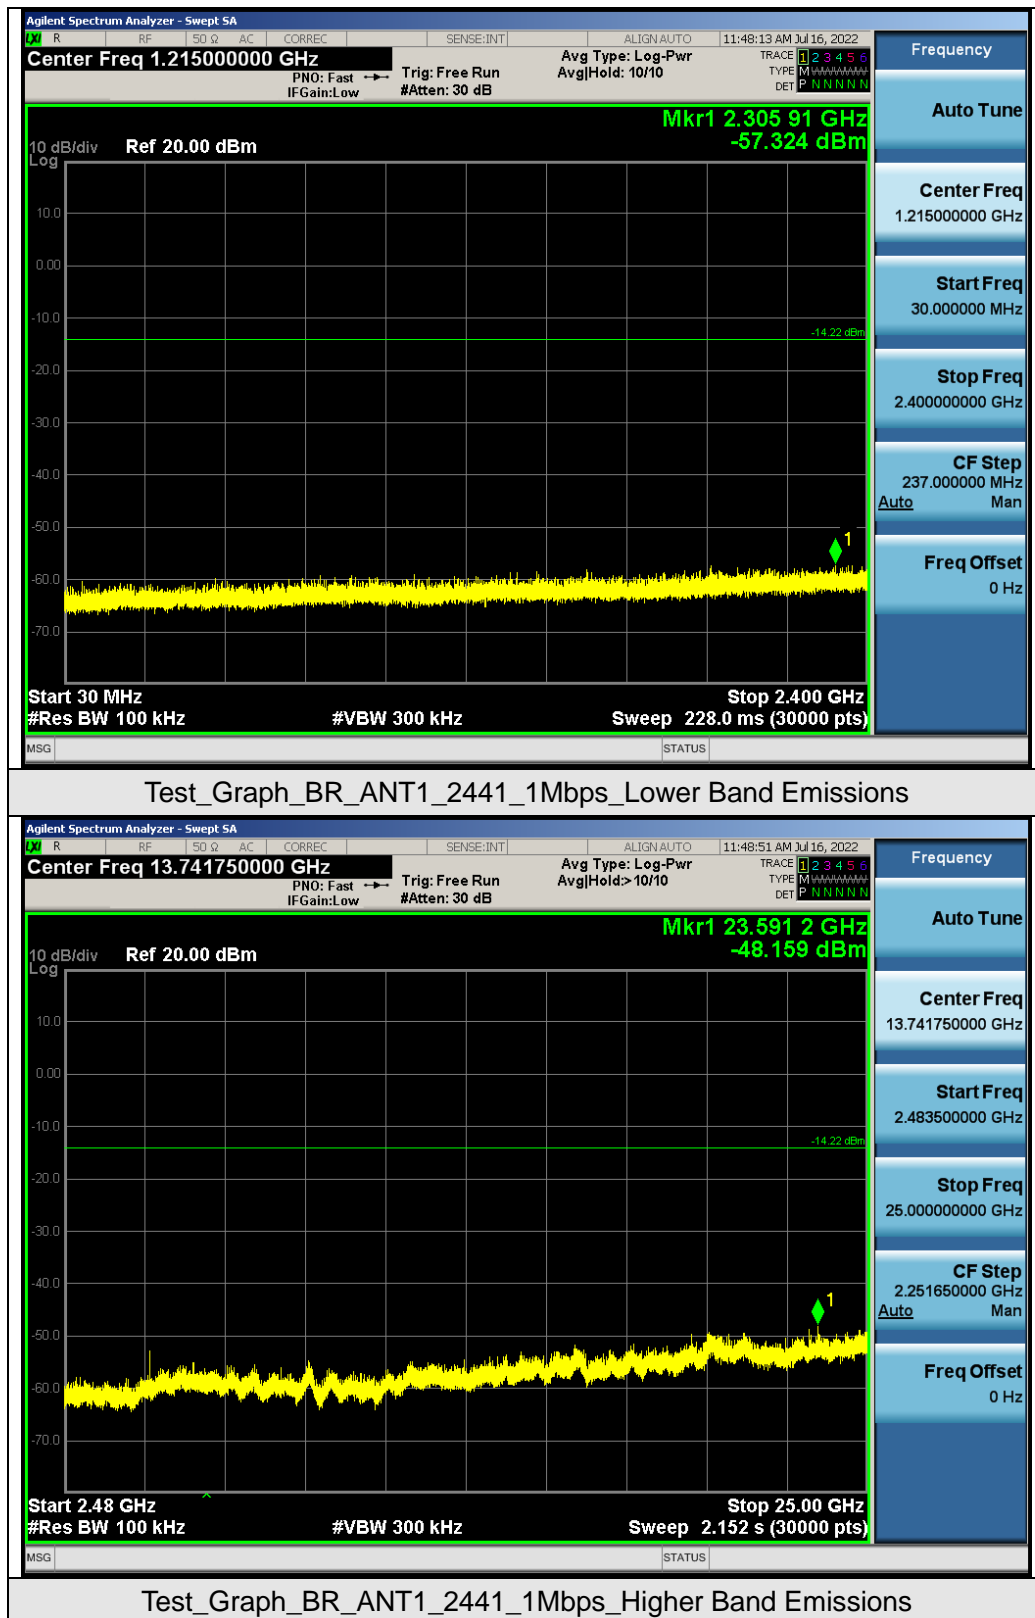 Agilent Spectrum Analyzer - Swept SA
LXI R RF 50 Ω AC CORREC SENSE:INT ALIGN AUTO 11:48:13 AM Jul 16, 2022
Center Freq 1.215000000 GHz
PNO: Fast
IFGain:Low
Trig: Free Run
#Atten: 30 dB
Avg Type: Log-Pwr
Avg|Hold: 10/10
TRACE 1 2 3 4 5 6
TYPE M WWWWW
DET P N N N N N
Mkr1 2.305 91 GHz
-57.324 dBm
10 dB/div Ref 20.00 dBm
Log
10.0
0.00
-10.0
-14.22 dBm
-20.0
-30.0
-40.0
-50.0
1
-60.0
-70.0
Start 30 MHz Stop 2.400 GHz
#Res BW 100 kHz #VBW 300 kHz Sweep 228.0 ms (30000 pts)
MSG STATUS
Frequency
Auto Tune
Center Freq
1.215000000 GHz
Start Freq
30.000000 MHz
Stop Freq
2.400000000 GHz
CF Step
237.000000 MHz
Auto Man
Freq Offset
0 Hz
Test_Graph_BR_ANT1_2441_1Mbps_Lower Band Emissions
Agilent Spectrum Analyzer - Swept SA
LXI R RF 50 Ω AC CORREC SENSE:INT ALIGN AUTO 11:48:51 AM Jul 16, 2022
Center Freq 13.741750000 GHz
PNO: Fast
IFGain:Low
Trig: Free Run
#Atten: 30 dB
Avg Type: Log-Pwr
Avg|Hold:> 10/10
TRACE 1 2 3 4 5 6
TYPE M WWWWW
DET P N N N N N
Mkr1 23.591 2 GHz
-48.159 dBm
10 dB/div Ref 20.00 dBm
Log
10.0
0.00
-10.0
-14.22 dBm
-20.0
-30.0
-40.0
1
-50.0
-60.0
-70.0
Start 2.48 GHz Stop 25.00 GHz
#Res BW 100 kHz #VBW 300 kHz Sweep 2.152 s (30000 pts)
MSG STATUS
Frequency
Auto Tune
Center Freq
13.741750000 GHz
Start Freq
2.483500000 GHz
Stop Freq
25.000000000 GHz
CF Step
2.251650000 GHz
Auto Man
Freq Offset
0 Hz
Test_Graph_BR_ANT1_2441_1Mbps_Higher Band Emissions